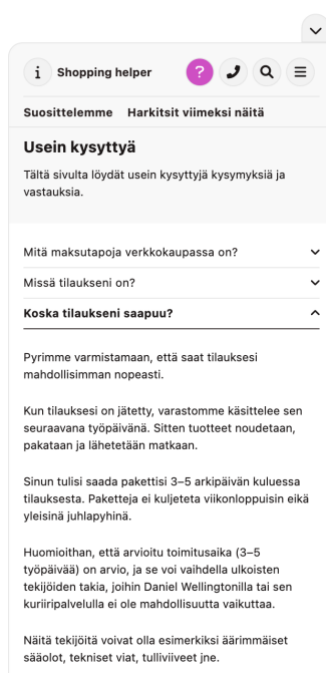 Shopping helper
Suosittelemme Harkitsit viimeksi näitä
Usein kysyttyä
Tältä sivulta löydät usein kysyttyjä kysymyksiä ja
vastauksia.
Mitä maksutapoja verkkokaupassa on?
Missä tilaukseni on?
Koska tilaukseni saapuu?
Pyrimme varmistamaan, että saat tilauksesi
mahdollisimman nopeasti.
Kun tilauksesi on jätetty, varastomme käsittelee sen
seuraavana työpäivänä. Sitten tuotteet noudetaan,
pakataan ja lähetetään matkaan.
Sinun tulisi saada pakettisi 3–5 arkipäivän kuluessa
tilauksesta. Paketteja ei kuljeteta viikonloppuisin eikä
yleisinä juhlapyhinä.
Huomioithan, että arvioitu toimitusaika (3–5
työpäivää) on arvio, ja se voi vaihdella ulkoisten
tekijöiden takia, joihin Daniel Wellingtonilla tai sen
kuriiripalvelulla ei ole mahdollisuutta vaikuttaa.
Näitä tekijöitä voivat olla esimerkiksi äärimmäiset
sääolot, tekniset viat, tulliviiveet jne.